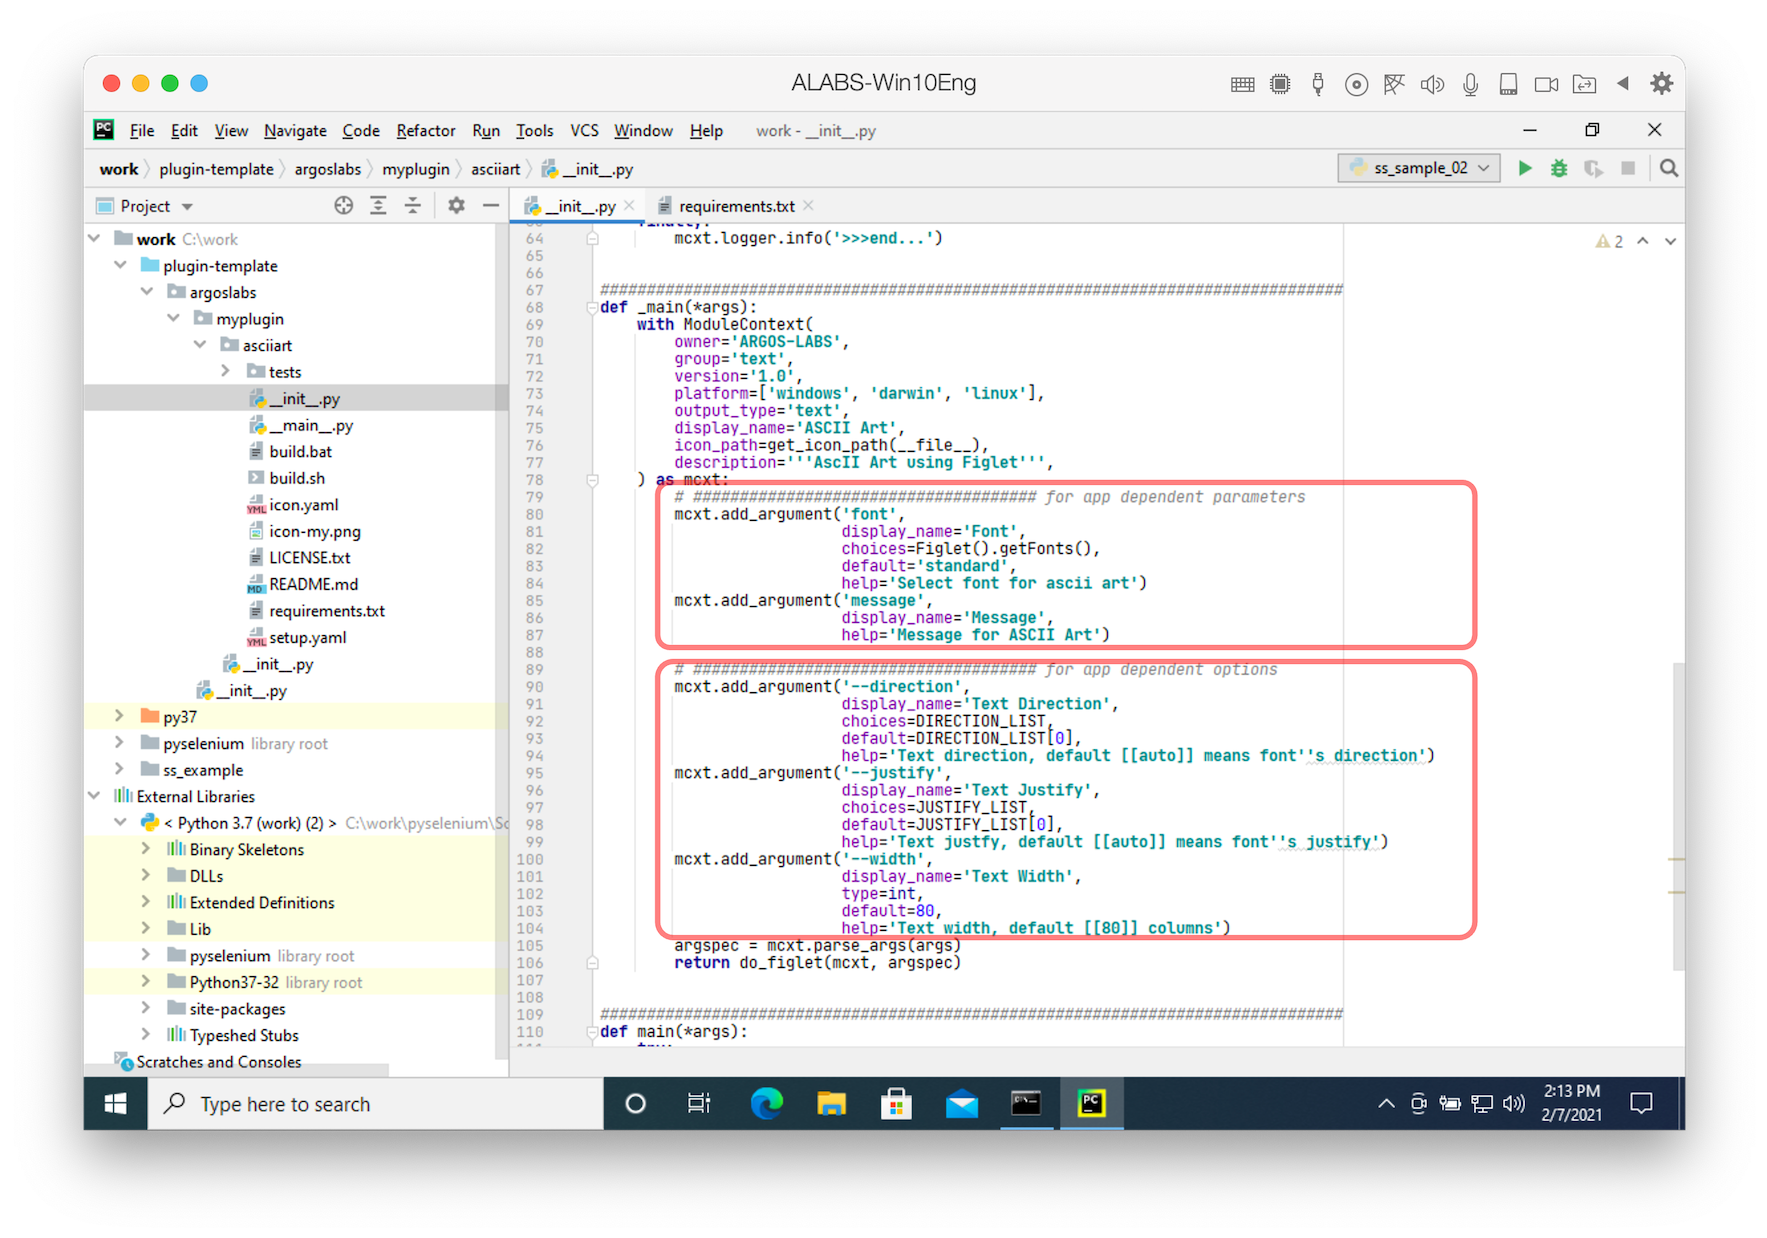 ALABS-Win10Eng
PC File Edit View Navigate Code Refactor Run Tools VCS Window Help work - __init__.py
work plugin-template argoslabs myplugin asciiart __init__.py ss_sample_02
Project
__init__.py requirements.txt
work C:\work
plugin-template
argoslabs
myplugin
asciiart
tests
__init__.py
__main__.py
build.bat
build.sh
icon.yaml
icon-my.png
LICENSE.txt
README.md
requirements.txt
setup.yaml
__init__.py
__init__.py
py37
pyselenium library root
ss_example
External Libraries
< Python 3.7 (work) (2) > C:\work\pyselenium\Sc
Binary Skeletons
DLLs
Extended Definitions
Lib
pyselenium library root
Python37-32 library root
site-packages
Typeshed Stubs
Scratches and Consoles
2
finally:
64 mcxt.logger.info('>>>end...')
65
66
67 ################################################################################
68 def _main(*args):
69 with ModuleContext(
70 owner='ARGOS-LABS',
71 group='text',
72 version='1.0',
73 platform=['windows', 'darwin', 'linux'],
74 output_type='text',
75 display_name='ASCII Art',
76 icon_path=get_icon_path(__file__),
77 description='''AscII Art using Figlet''',
78 ) as mcxt:
79 # ##################################### for app dependent parameters
80 mcxt.add_argument('font',
81 display_name='Font',
82 choices=Figlet().getFonts(),
83 default='standard',
84 help='Select font for ascii art')
85 mcxt.add_argument('message',
86 display_name='Message',
87 help='Message for ASCII Art')
88
89 # ##################################### for app dependent options
90 mcxt.add_argument('--direction',
91 display_name='Text Direction',
92 choices=DIRECTION_LIST,
93 default=DIRECTION_LIST[0],
94 help='Text direction, default [[auto]] means font''s direction')
95 mcxt.add_argument('--justify',
96 display_name='Text Justify',
97 choices=JUSTIFY_LIST,
98 default=JUSTIFY_LIST[0],
99 help='Text justfy, default [[auto]] means font''s justify')
100 mcxt.add_argument('--width',
101 display_name='Text Width',
102 type=int,
103 default=80,
104 help='Text width, default [[80]] columns')
105 argspec = mcxt.parse_args(args)
106 return do_figlet(mcxt, argspec)
107
108
109 ################################################################################
110 def main(*args):
try:
Type here to search
2:13 PM
2/7/2021